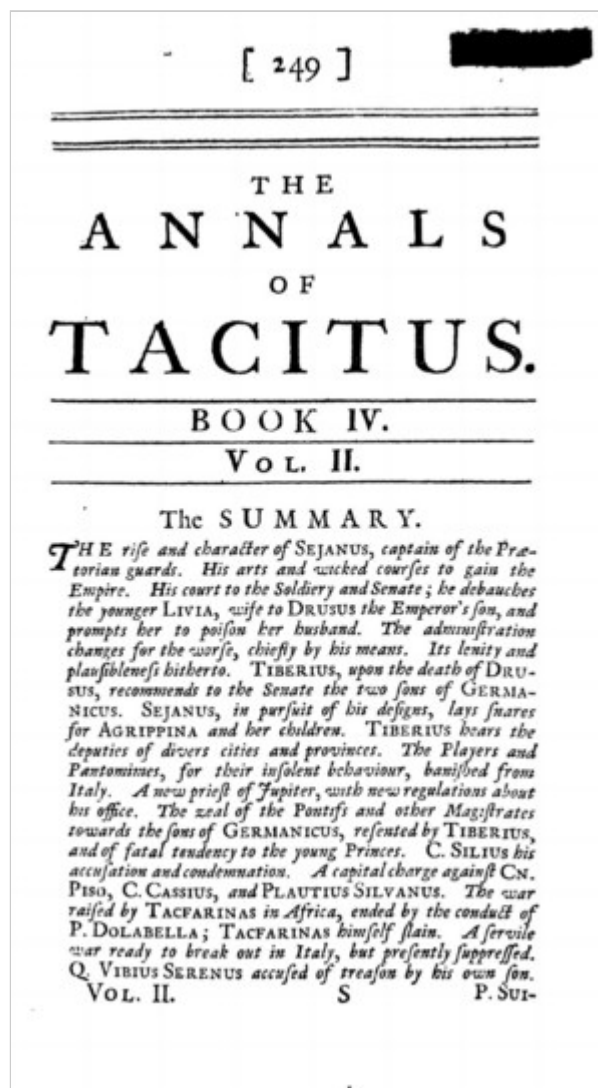 [ 249 ]
THE
ANNALS
OF
TACITUS.
BOOK IV.
VOL. II.
The SUMMARY.
THE riſe and character of SEJANUS, captain of the Præ-
torian guards. His arts and wicked courſes to gain the
Empire. His court to the Soldiery and Senate; he debauches
the younger LIVIA, wife to DRUSUS the Emperor's ſon, and
prompts her to poiſon her husband. The adminiſtration
changes for the worſe, chiefly by his means. Its lenity and
plauſibleneſs hitherto. TIBERIUS, upon the death of DRU-
SUS, recommends to the Senate the two ſons of GERMA-
NICUS. SEJANUS, in purſuit of his deſigns, lays ſnares
for AGRIPPINA and her children. TIBERIUS hears the
deputies of divers cities and provinces. The Players and
Pantomimes, for their inſolent behaviour, baniſhed from
Italy. A new prieſt of Jupiter, with new regulations about
his office. The zeal of the Pontifs and other Magiſtrates
towards the ſons of GERMANICUS, reſented by TIBERIUS,
and of fatal tendency to the young Princes. C. SILIUS his
accuſation and condemnation. A capital charge againſt CN.
PISO, C. CASSIUS, and PLAUTIUS SILVANUS. The war
raiſed by TACFARINAS in Africa, ended by the conduct of
P. DOLABELLA; TACFARINAS himſelf ſlain. A ſervile
war ready to break out in Italy, but preſently ſuppreſſed.
Q. VIBIUS SERENUS accuſed of treaſon by his own ſon.
VOL. II. S P. SUI-